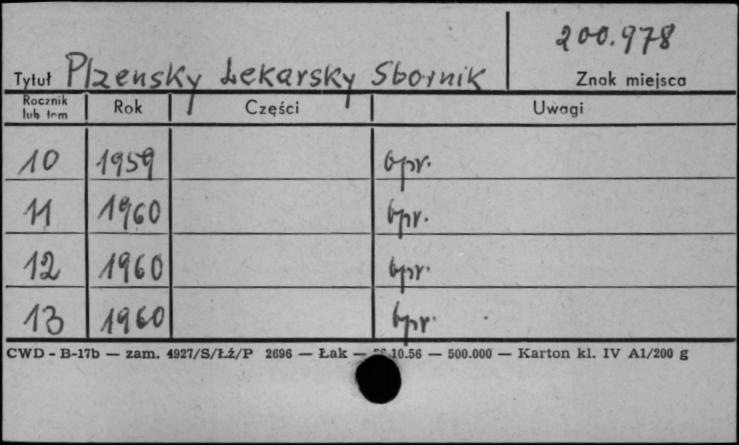 200.978
Tytuł Plzensky Lekarsky Sbornik Znak miejsca
Rocznik lub tom Rok Części Uwagi
10 1959 opr.
11 1960 opr.
12 1960 opr.
13 1960 opr.
CWD - B-17b — zam. 4927/S/Łź/P 2696 — Łak — 10.56 — 500.000 — Karton kl. IV A1/200 g